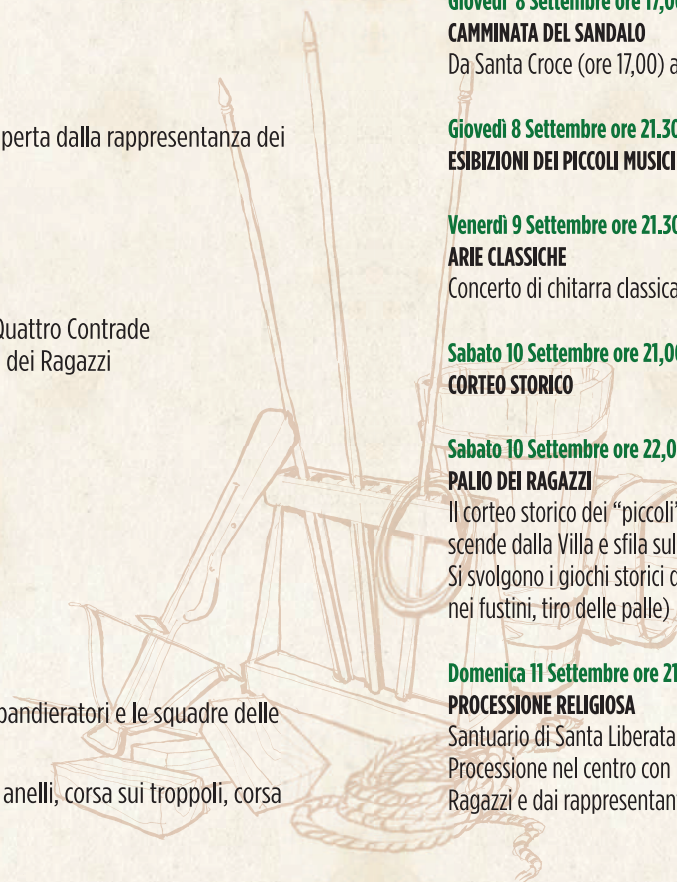 perta dalla rappresentanza dei
Quattro Contrade
dei Ragazzi
bandieratori e le squadre delle
anelli, corsa sui troppoli, corsa
Giovedì 8 Settembre ore 17,00
CAMMINATA DEL SANDALO
Da Santa Croce (ore 17,00) a
Giovedì 8 Settembre ore 21.30
ESIBIZIONI DEI PICCOLI MUSICI
Venerdì 9 Settembre ore 21.30
ARIE CLASSICHE
Concerto di chitarra classica
Sabato 10 Settembre ore 21,00
CORTEO STORICO
Sabato 10 Settembre ore 22,0
PALIO DEI RAGAZZI
Il corteo storico dei “piccoli”
scende dalla Villa e sfila sul
Si svolgono i giochi storici d
nei fustini, tiro delle palle)
Domenica 11 Settembre ore 21
PROCESSIONE RELIGIOSA
Santuario di Santa Liberata
Processione nel centro con
Ragazzi e dai rappresentan